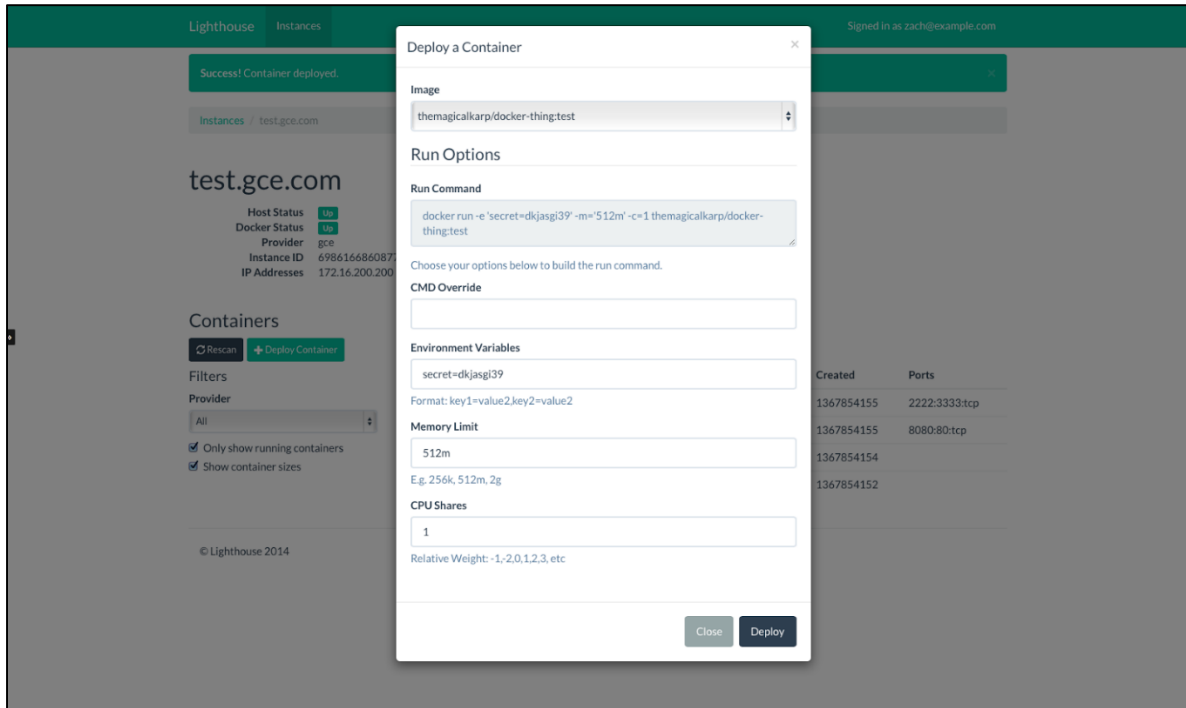 Lighthouse Instances Signed in as zach@example.com
Success! Container deployed. ×
Instances / test.gce.com
test.gce.com
Host Status Up
Docker Status Up
Provider gce
Instance ID 698616686087
IP Addresses 172.16.200.200
Containers
Rescan Deploy Container
Filters
Provider
All
Only show running containers
Show container sizes
Created Ports
1367854155 2222:3333:tcp
1367854155 8080:80:tcp
1367854154
1367854152
© Lighthouse 2014
Deploy a Container ×
Image
themagicalkarp/docker-thing:test
Run Options
Run Command
docker run -e 'secret=dkjasgi39' -m='512m' -c=1 themagicalkarp/docker-
thing:test
Choose your options below to build the run command.
CMD Override
Environment Variables
secret=dkjasgi39
Format: key1=value2,key2=value2
Memory Limit
512m
E.g. 256k, 512m, 2g
CPU Shares
1
Relative Weight: -1,-2,0,1,2,3, etc
Close Deploy